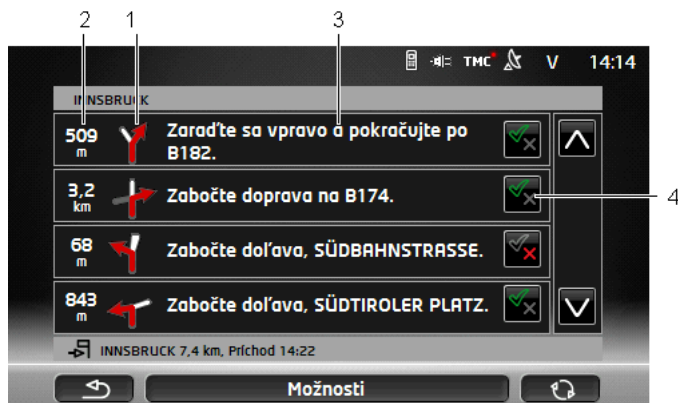 2 1 3
TMC V 14:14
INNSBRUCK
509 m Zaraďte sa vpravo a pokračujte po
B182.
3,2 km Zabočte doprava na B174.
4
68 m Zabočte doľava, SÜDBAHNSTRASSE.
843 m Zabočte doľava, SÜDTIROLER PLATZ.
INNSBRUCK 7,4 km, Príchod 14:22
Možnosti